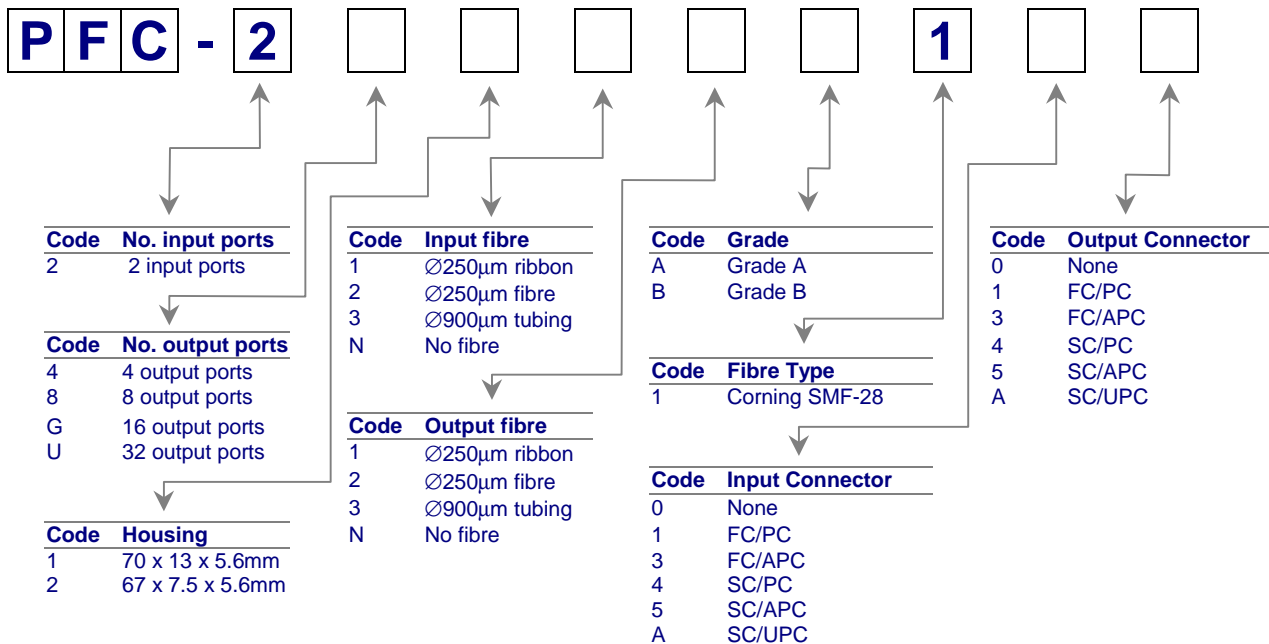 PFC-2 1
Code No. input ports
2 2 input ports
Code No. output ports
4 4 output ports
8 8 output ports
G 16 output ports
U 32 output ports
Code Housing
1 70 x 13 x 5.6mm
2 67 x 7.5 x 5.6mm
Code Input fibre
1 ∅250μm ribbon
2 ∅250μm fibre
3 ∅900μm tubing
N No fibre
Code Output fibre
1 ∅250μm ribbon
2 ∅250μm fibre
3 ∅900μm tubing
N No fibre
Code Grade
A Grade A
B Grade B
Code Fibre Type
1 Corning SMF-28
Code Input Connector
0 None
1 FC/PC
3 FC/APC
4 SC/PC
5 SC/APC
A SC/UPC
Code Output Connector
0 None
1 FC/PC
3 FC/APC
4 SC/PC
5 SC/APC
A SC/UPC